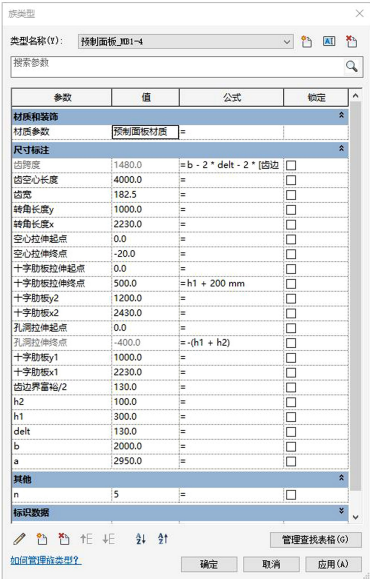 族类型
类型名称(Y): 预制面板_MB1-4
搜索参数
参数 值 公式 锁定
材质和装饰
材质参数 预制面板材质 =
尺寸标注
齿跨度 1480.0 =b - 2 * delt - 2 * [齿边
齿空心长度 4000.0 =
齿宽 182.5 =
转角长度y 1000.0 =
转角长度x 2230.0 =
空心拉伸起点 0.0 =
空心拉伸终点 -20.0 =
十字肋板拉伸起点 0.0 =
十字肋板拉伸终点 500.0 =h1 + 200 mm
十字肋板y2 1200.0 =
十字肋板x2 2430.0 =
孔洞拉伸起点 0.0 =
孔洞拉伸终点 -400.0 =-(h1 + h2)
十字肋板y1 1000.0 =
十字肋板x1 2230.0 =
齿边界富裕/2 130.0 =
h2 100.0 =
h1 300.0 =
delt 130.0 =
b 2000.0 =
a 2950.0 =
其他
n 5 =
标识数据
管理查找表格(G)
如何管理族类型?
确定 取消 应用(A)